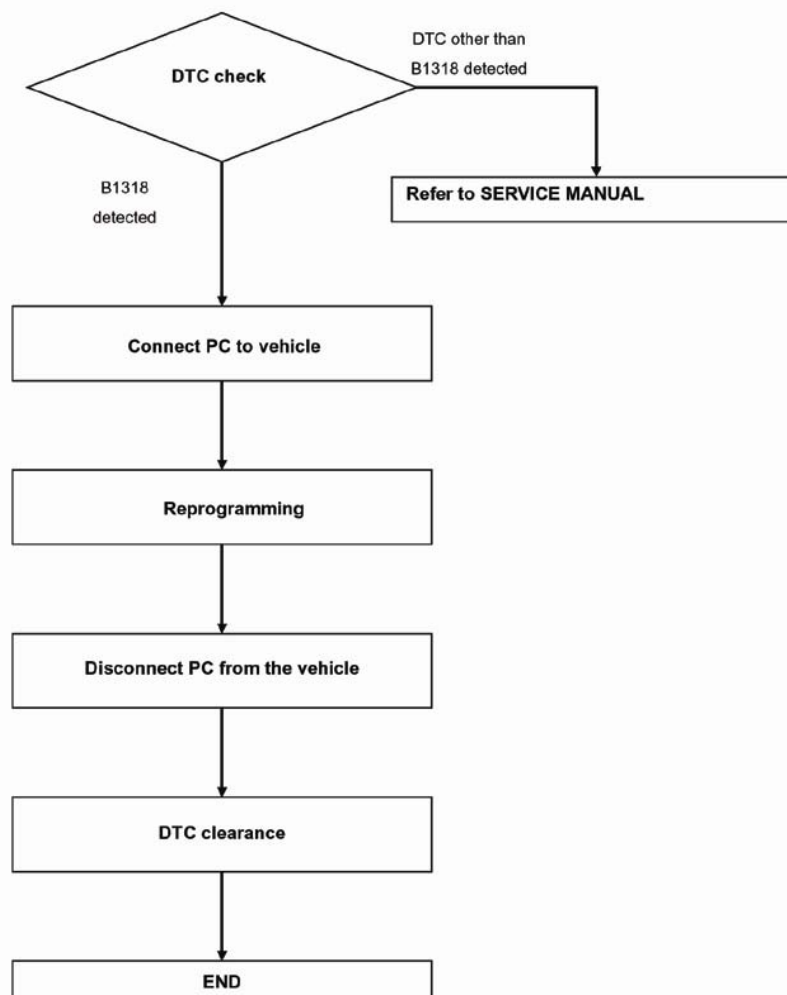 DTC check
DTC other than
B1318 detected
B1318
detected
Refer to SERVICE MANUAL
Connect PC to vehicle
Reprogramming
Disconnect PC from the vehicle
DTC clearance
END